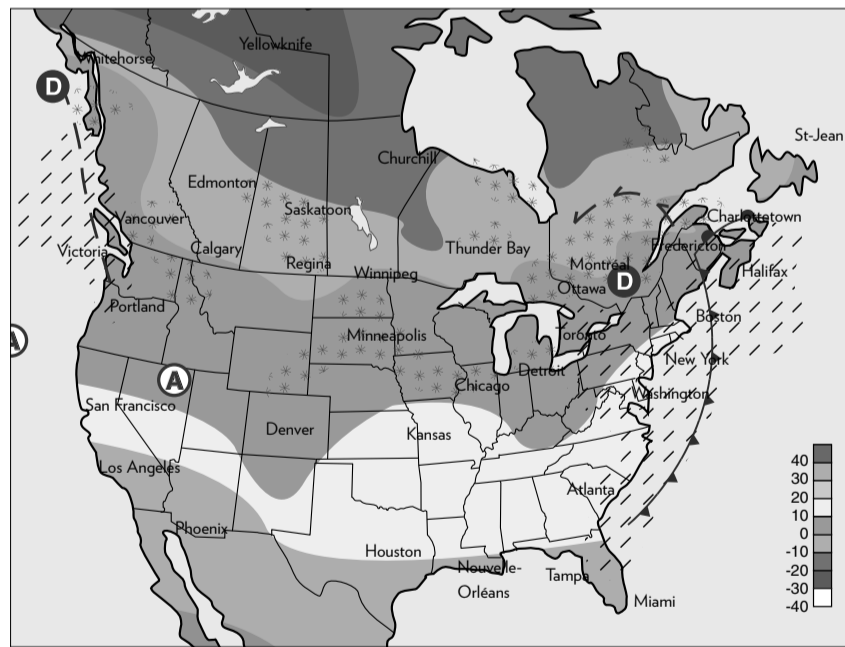 Yellowknife
Whitehorse
D
St-Jean
Churchill
Edmonton
Saskatoon
Vancouver
Charlottetown
Calgary
Victoria
Thunder Bay
Fredericton
Regina
Montréal
Winnipeg
Halifax
D
Ottawa
Portland
Boston
Minneapolis
Toronto
A
New York
Detroit
A
Chicago
Washington
San Francisco
Denver
Kansas
Los Angeles
Atlanta
Phoenix
Houston
Nouvelle-
Orléans
Tampa
Miami
40
30
20
10
0
-10
-20
-30
-40